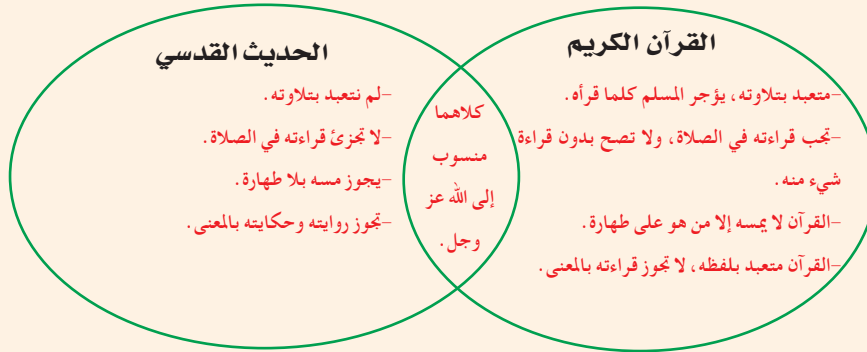 القرآن الكريم
-متعبد بتلاوته، يؤجر المسلم كلما قرأه.
-تجب قراءته في الصلاة، ولا تصح بدون قراءة
شيء منه.
-القرآن لا يمسه إلا من هو على طهارة.
-القرآن متعبد بلفظه، لا تجوز قراءته بالمعنى.
كلاهما
منسوب
إلى الله عز
وجل.
الحديث القدسي
-لم نتعبد بتلاوته.
-لا تجزئ قراءته في الصلاة.
-يجوز مسه بلا طهارة.
-تجوز روايته وحكايته بالمعنى.